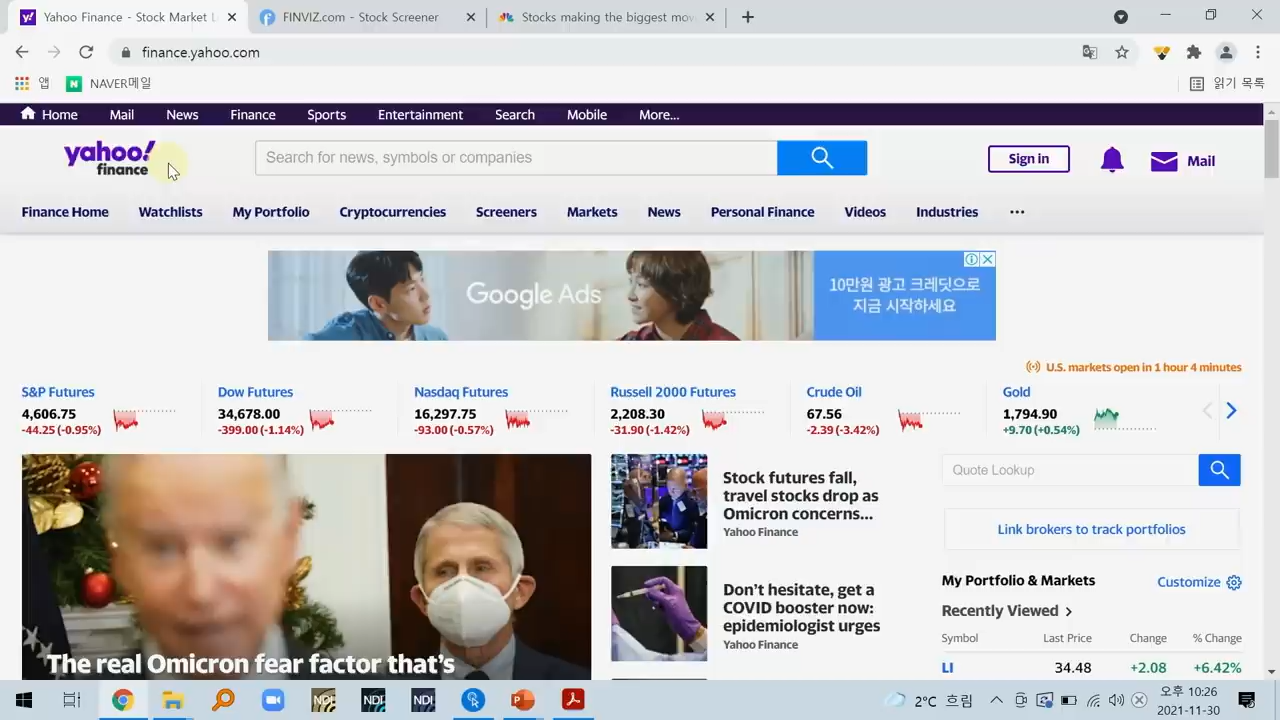 Yahoo Finance - Stock Market L
FINVIZ.com - Stock Screener
Stocks making the biggest mov
finance.yahoo.com
앱
NAVER메일
읽기 목록
Home
Mail
News
Finance
Sports
Entertainment
Search
Mobile
More...
yahoo!
finance
Search for news, symbols or companies
Sign in
Mail
Finance Home
Watchlists
My Portfolio
Cryptocurrencies
Screeners
Markets
News
Personal Finance
Videos
Industries
Google Ads
10만원 광고 크레딧으로
지금 시작하세요
U.S. markets open in 1 hour 4 minutes
S&P Futures
4,606.75
-44.25 (-0.95%)
Dow Futures
34,678.00
-399.00 (-1.14%)
Nasdaq Futures
16,297.75
-93.00 (-0.57%)
Russell 2000 Futures
2,208.30
-31.90 (-1.42%)
Crude Oil
67.56
-2.39 (-3.42%)
Gold
1,794.90
+9.70 (+0.54%)
The real Omicron fear factor that's
Stock futures fall,
travel stocks drop as
Omicron concerns...
Yahoo Finance
Don't hesitate, get a
COVID booster now:
epidemiologist urges
Yahoo Finance
Quote Lookup
Link brokers to track portfolios
My Portfolio & Markets
Customize
Recently Viewed
Symbol Last Price Change % Change
LI 34.48 +2.08 +6.42%
NDI
NDI
NDI
2°C 흐림
오후 10:26
2021-11-30